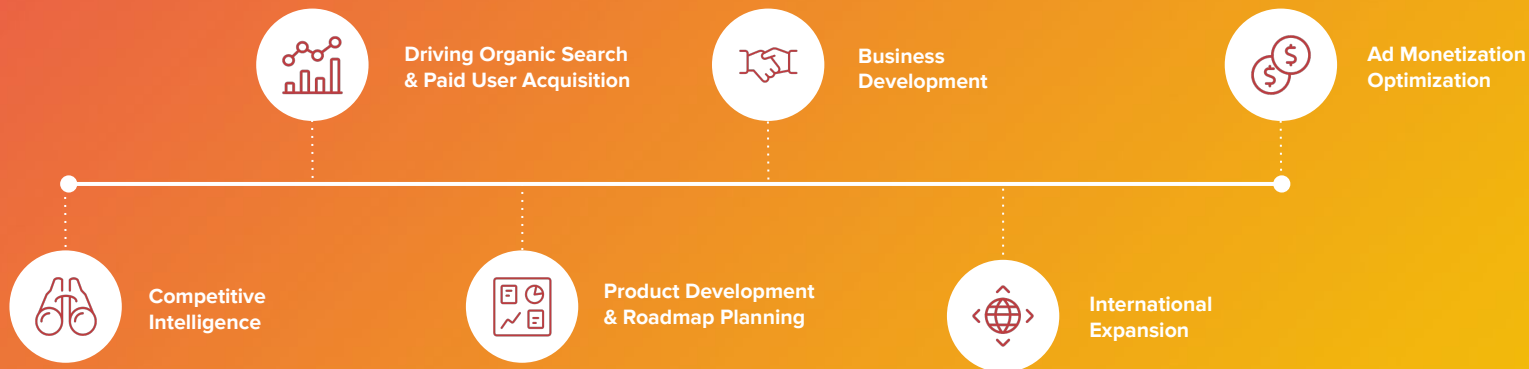 Driving Organic Search
& Paid User Acquisition
Business
Development
Ad Monetization
Optimization
Competitive
Intelligence
Product Development
& Roadmap Planning
International
Expansion